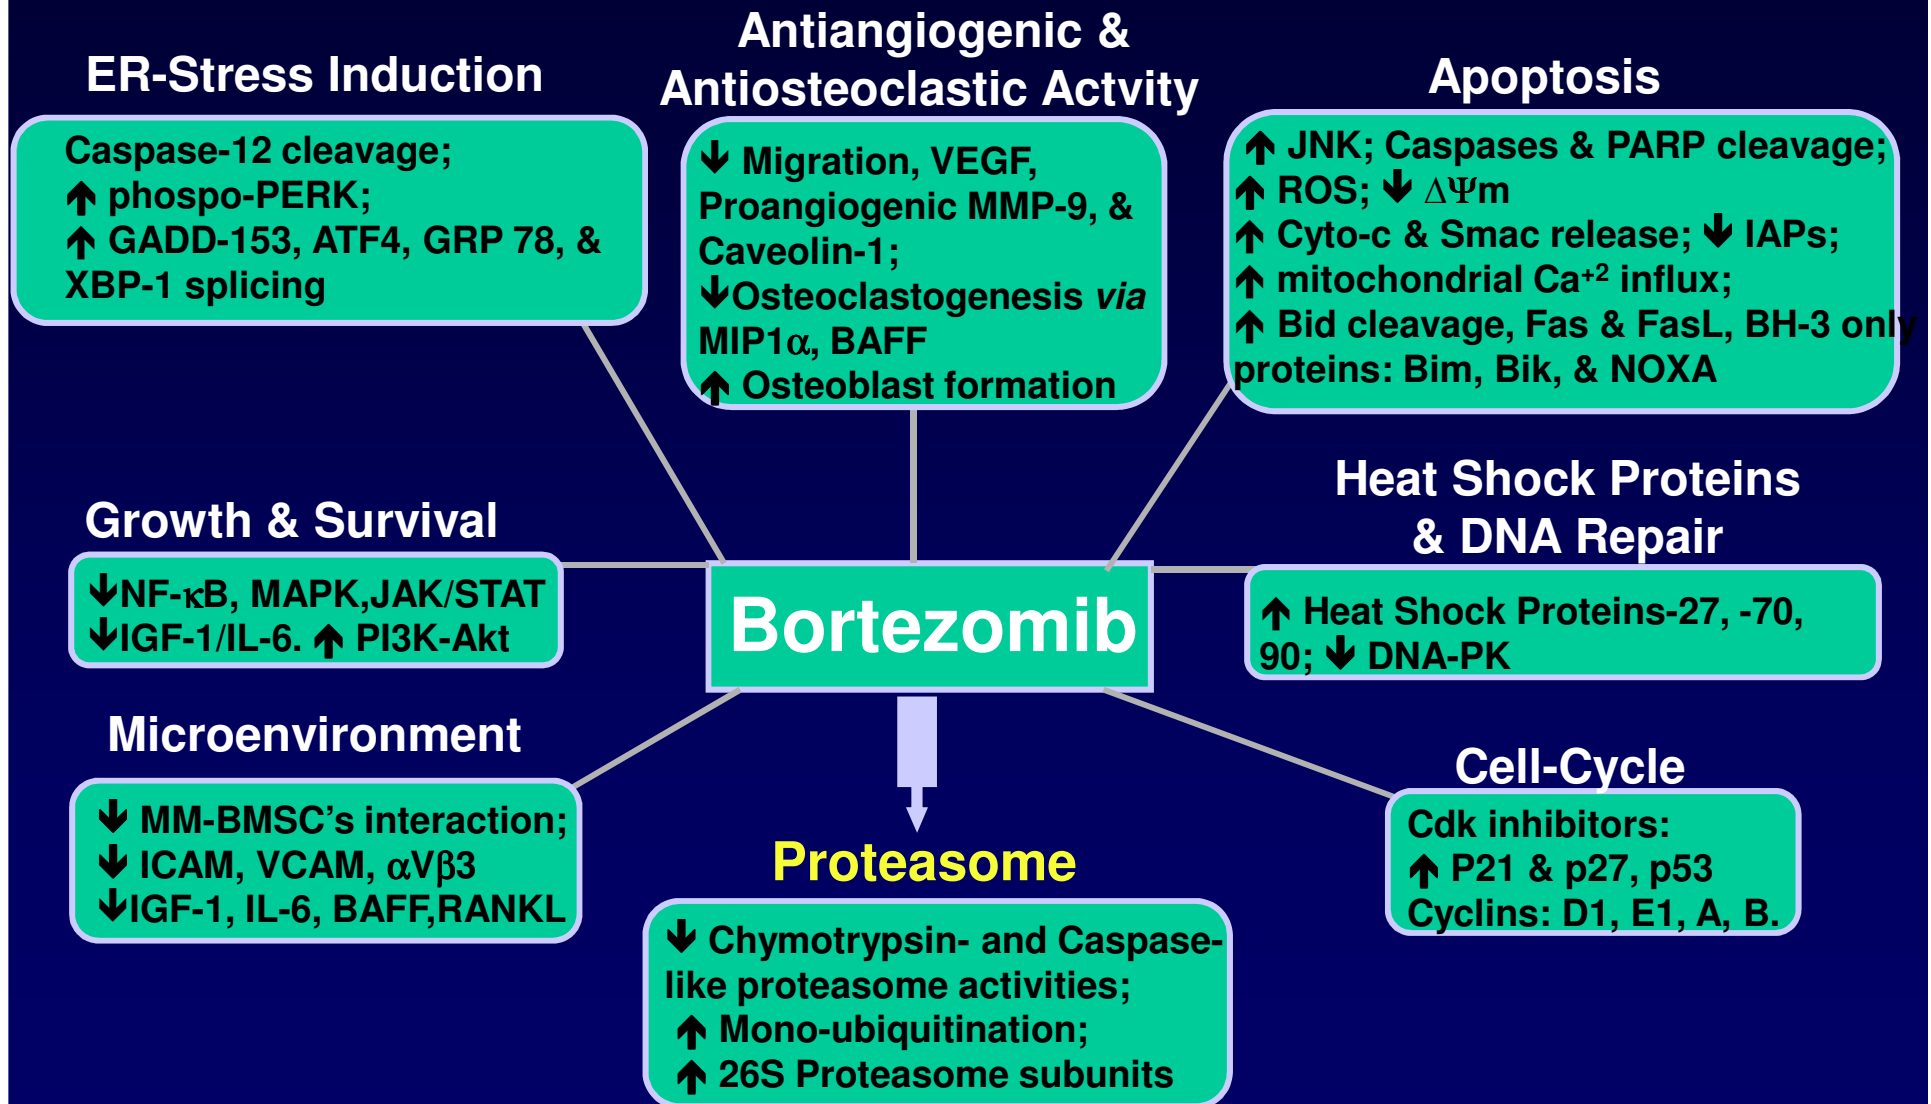 ER-Stress Induction
Caspase-12 cleavage;
↑ phospo-PERK;
↑ GADD-153, ATF4, GRP 78, &
XBP-1 splicing
Antiangiogenic &
Antiosteoclastic Actvity
↓ Migration, VEGF,
Proangiogenic MMP-9, &
Caveolin-1;
↓Osteoclastogenesis via
MIP1α, BAFF
↑ Osteoblast formation
Apoptosis
↑ JNK; Caspases & PARP cleavage;
↑ ROS; ↓ ΔΨm
↑ Cyto-c & Smac release; ↓ IAPs;
↑ mitochondrial Ca⁺² influx;
↑ Bid cleavage, Fas & FasL, BH-3 only
proteins: Bim, Bik, & NOXA
Growth & Survival
↓NF-κB, MAPK,JAK/STAT
↓IGF-1/IL-6. ↑ PI3K-Akt
Bortezomib
Heat Shock Proteins
& DNA Repair
↑ Heat Shock Proteins-27, -70,
90; ↓ DNA-PK
Microenvironment
↓ MM-BMSC’s interaction;
↓ ICAM, VCAM, αVβ3
↓IGF-1, IL-6, BAFF,RANKL
Proteasome
↓ Chymotrypsin- and Caspase-
like proteasome activities;
↑ Mono-ubiquitination;
↑ 26S Proteasome subunits
Cell-Cycle
Cdk inhibitors:
↑ P21 & p27, p53
Cyclins: D1, E1, A, B.